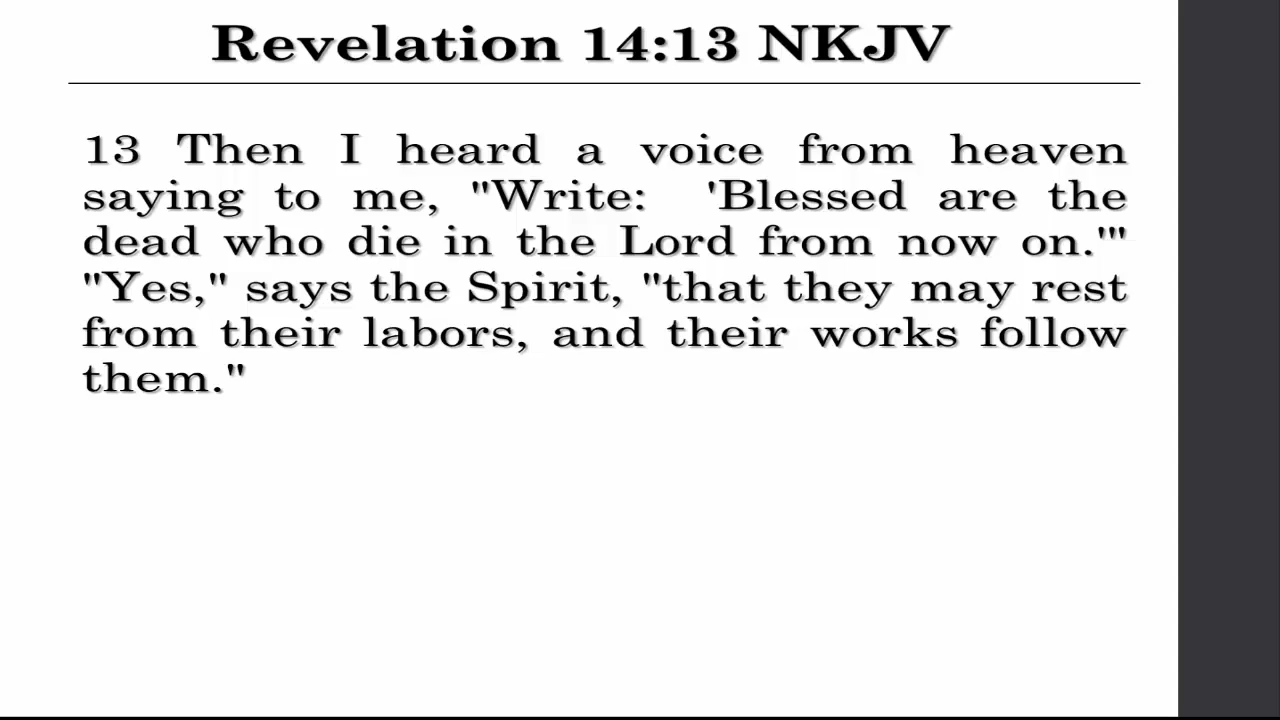 Revelation 14:13 NKJV
13 Then I heard a voice from heaven
saying to me, "Write: 'Blessed are the
dead who die in the Lord from now on.'"
"Yes," says the Spirit, "that they may rest
from their labors, and their works follow
them."